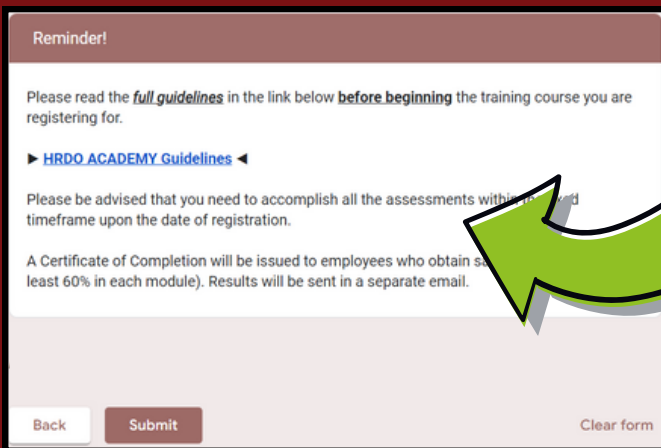 Reminder!
Please read the full guidelines in the link below before beginning the training course you are
registering for.
▶ HRDO ACADEMY Guidelines ◀
Please be advised that you need to accomplish all the assessments within
timeframe upon the date of registration.
A Certificate of Completion will be issued to employees who obtain
least 60% in each module). Results will be sent in a separate email.
Back
Submit
Clear form